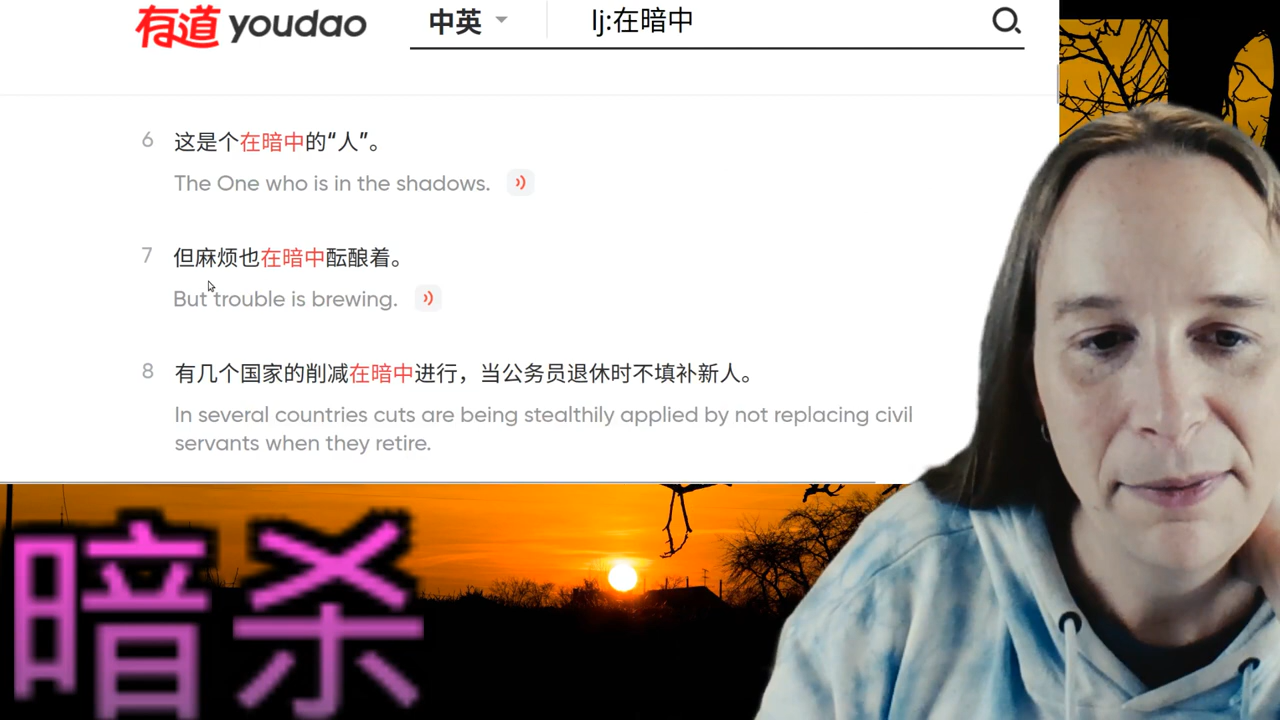 有道 youdao 中英 lj:在暗中
6 这是个在暗中的“人”。
The One who is in the shadows.
7 但麻烦也在暗中酝酿着。
But trouble is brewing.
8 有几个国家的削减在暗中进行，当公务员退休时不填补新人。
In several countries cuts are being stealthily applied by not replacing civil
servants when they retire.
暗杀